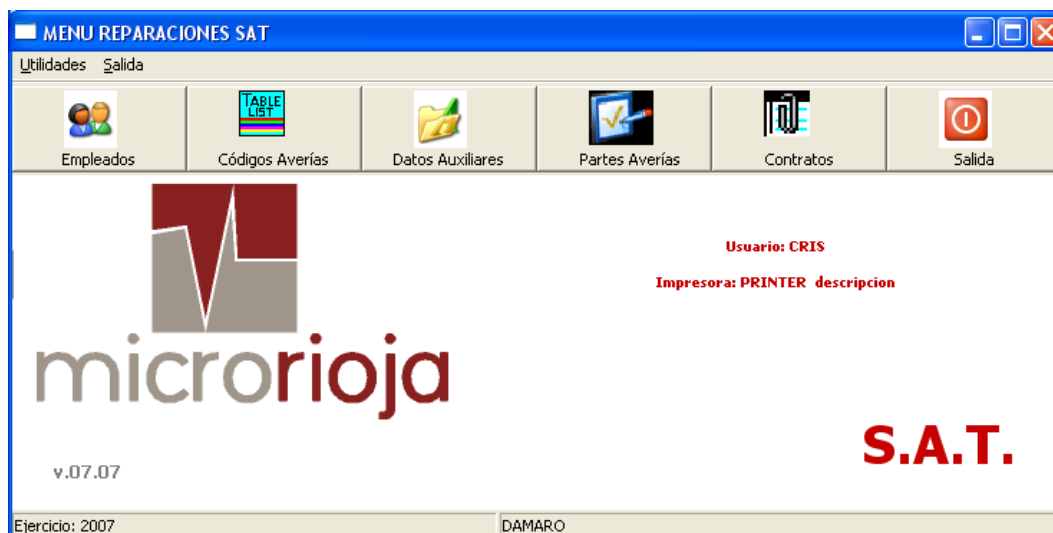 MENU REPARACIONES SAT
Utilidades Salida
TABLE
LIST
Empleados Códigos Averías Datos Auxiliares Partes Averías Contratos Salida
Usuario: CRIS
Impresora: PRINTER descripcion
microrioja
S.A.T.
v.07.07
Ejercicio: 2007 DAMARO